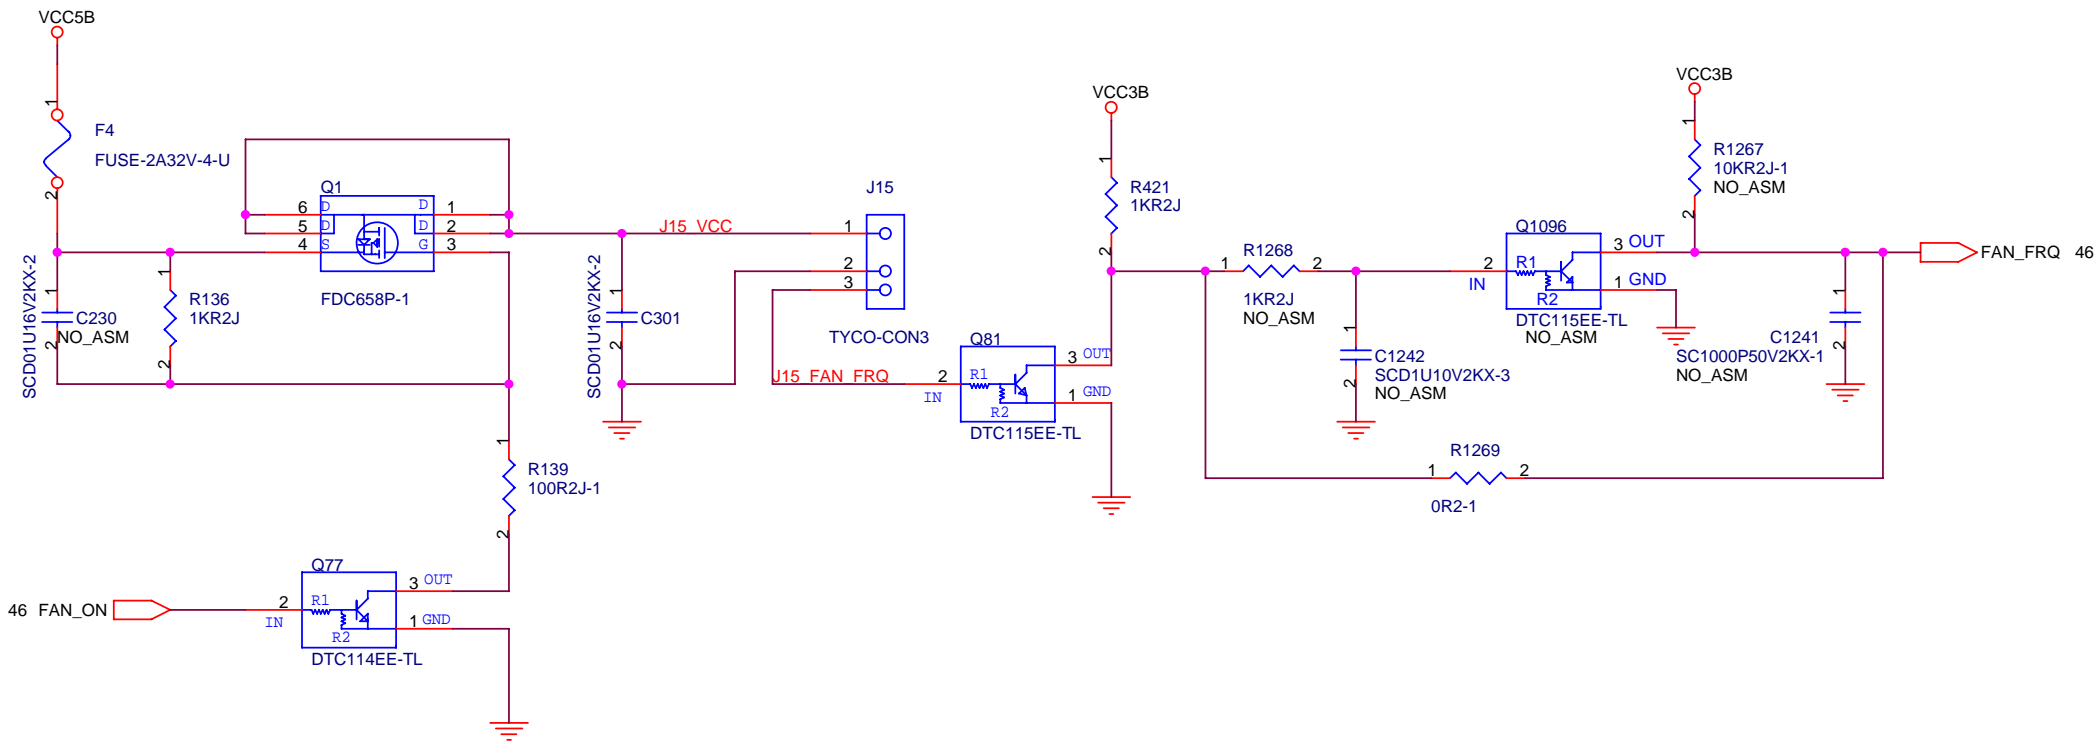 VCC5B
1
F4
FUSE-2A32V-4-U
2
Q1
6 D D 1
5 D D 2
4 S G 3
FDC658P-1
SCD01U16V2KX-2
1
C230
NO_ASM
2
1
R136
1KR2J
2
1
R139
100R2J-1
2
Q77
46 FAN_ON
2
IN
R1
R2
3 OUT
1 GND
DTC114EE-TL
SCD01U16V2KX-2
1
C301
2
J15_VCC
J15
1
2
3
TYCO-CON3
J15_FAN_FRQ
Q81
2
IN
R1
R2
3 OUT
1 GND
DTC115EE-TL
VCC3B
1
R421
1KR2J
2
R1268
1 2
1KR2J
NO_ASM
1
C1242
SCD1U10V2KX-3
2
NO_ASM
Q1096
2
IN
R1
R2
3 OUT
1 GND
DTC115EE-TL
NO_ASM
VCC3B
1
R1267
10KR2J-1
NO_ASM
2
FAN_FRQ 46
1
C1241
2
SC1000P50V2KX-1
NO_ASM
R1269
1 2
0R2-1